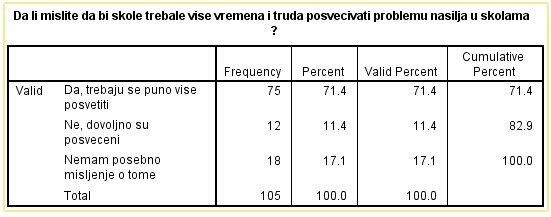 Da li mislite da bi skole trebale vise vremena i truda posvecivati problemu nasilja u skolama
?
Frequency Percent Valid Percent Cumulative Percent
Valid Da, trebaju se puno vise posvetiti 75 71.4 71.4 71.4
Ne, dovoljno su posveceni 12 11.4 11.4 82.9
Nemam posebno misljenje o tome 18 17.1 17.1 100.0
Total 105 100.0 100.0